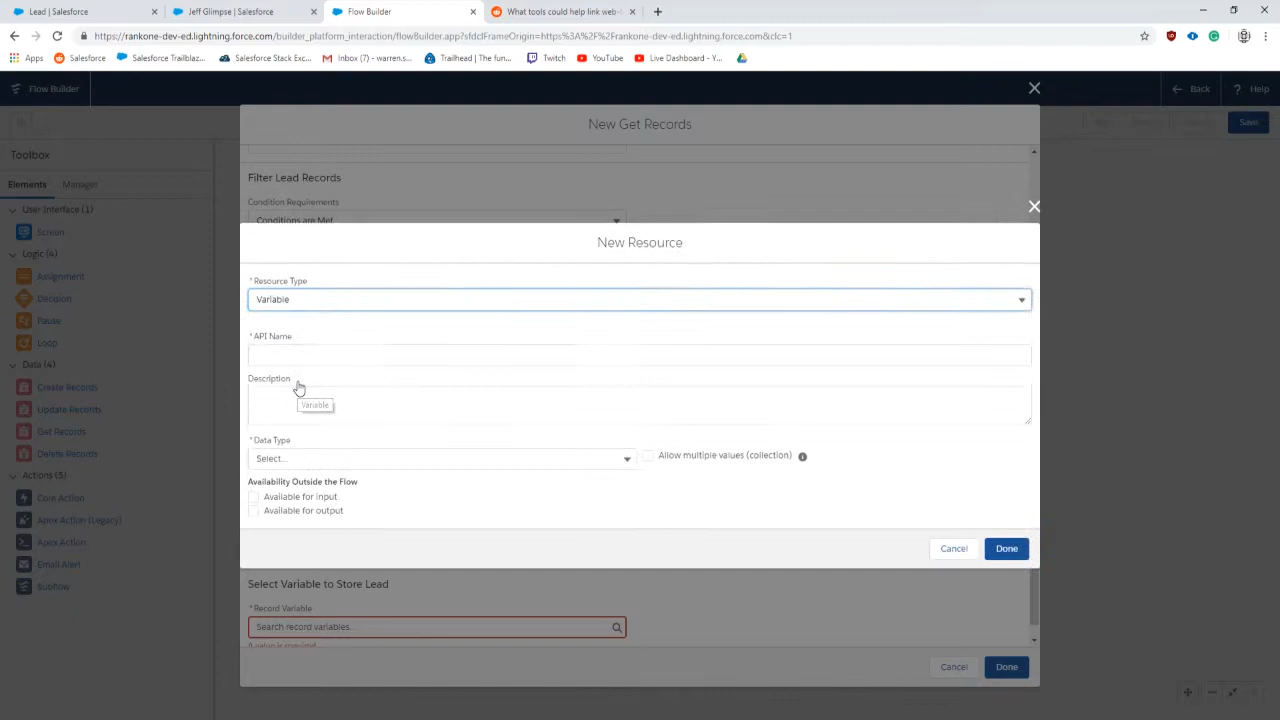 Lead | Salesforce
Jeff Glimpse | Salesforce
Flow Builder
What tools could help link web-
https://rankone-dev-ed.lightning.force.com/builder_platform_interaction/flowBuilder.app?sfdcIFrameOrigin=https%3A%2F%2Frankone-dev-ed.lightning.force.com&clc=1
Apps
Salesforce
Salesforce Trailblaz...
Salesforce Stack Exc...
Inbox (7) - warren.s...
Trailhead | The fun...
Twitch
YouTube
Live Dashboard - Y...
Flow Builder
Back
? Help
New Get Records
Save
Toolbox
Elements
Manager
User Interface (1)
Screen
Logic (4)
Assignment
Decision
Pause
Loop
Data (4)
Create Records
Update Records
Get Records
Delete Records
Actions (5)
Core Action
Apex Action (Legacy)
Apex Action
Email Alert
Subflow
Filter Lead Records
Condition Requirements
Conditions are Met
New Resource
* Resource Type
Variable
* API Name
Description
Variable
* Data Type
Select...
Allow multiple values (collection)
Availability Outside the Flow
Available for input
Available for output
Cancel
Done
Select Variable to Store Lead
* Record Variable
Search record variables...
A value is required.
Cancel
Done